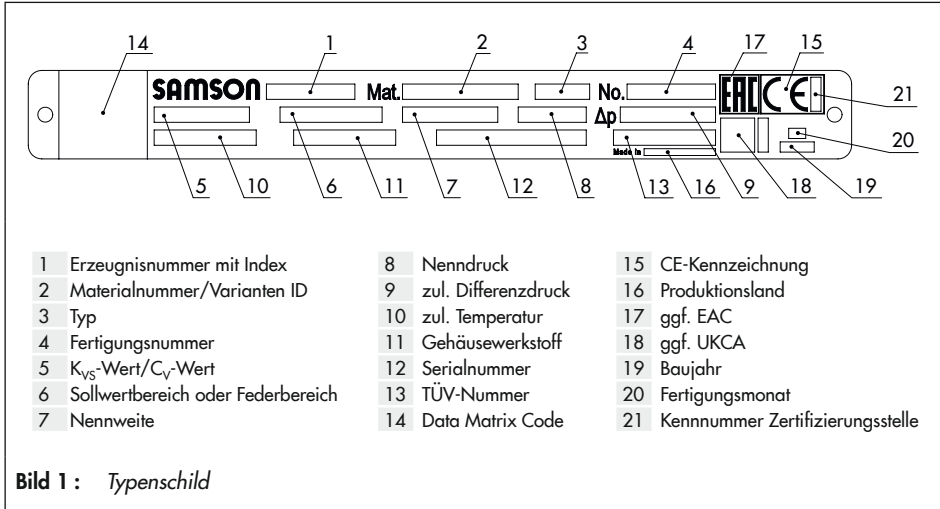 14 1 2 3 4 17 15
SAMSON Mat. No. EAC CE 21
Δp
Made in 20
5 10 6 11 7 12 8 13 16 9 18 19
1 Erzeugnisnummer mit Index
2 Materialnummer/Varianten ID
3 Typ
4 Fertigungsnummer
5 K_VS-Wert/C_V-Wert
6 Sollwertbereich oder Federbereich
7 Nennweite
8 Nenndruck
9 zul. Differenzdruck
10 zul. Temperatur
11 Gehäusewerkstoff
12 Serialnummer
13 TÜV-Nummer
14 Data Matrix Code
15 CE-Kennzeichnung
16 Produktionsland
17 ggf. EAC
18 ggf. UKCA
19 Baujahr
20 Fertigungsmonat
21 Kennnummer Zertifizierungsstelle
Bild 1 : Typenschild